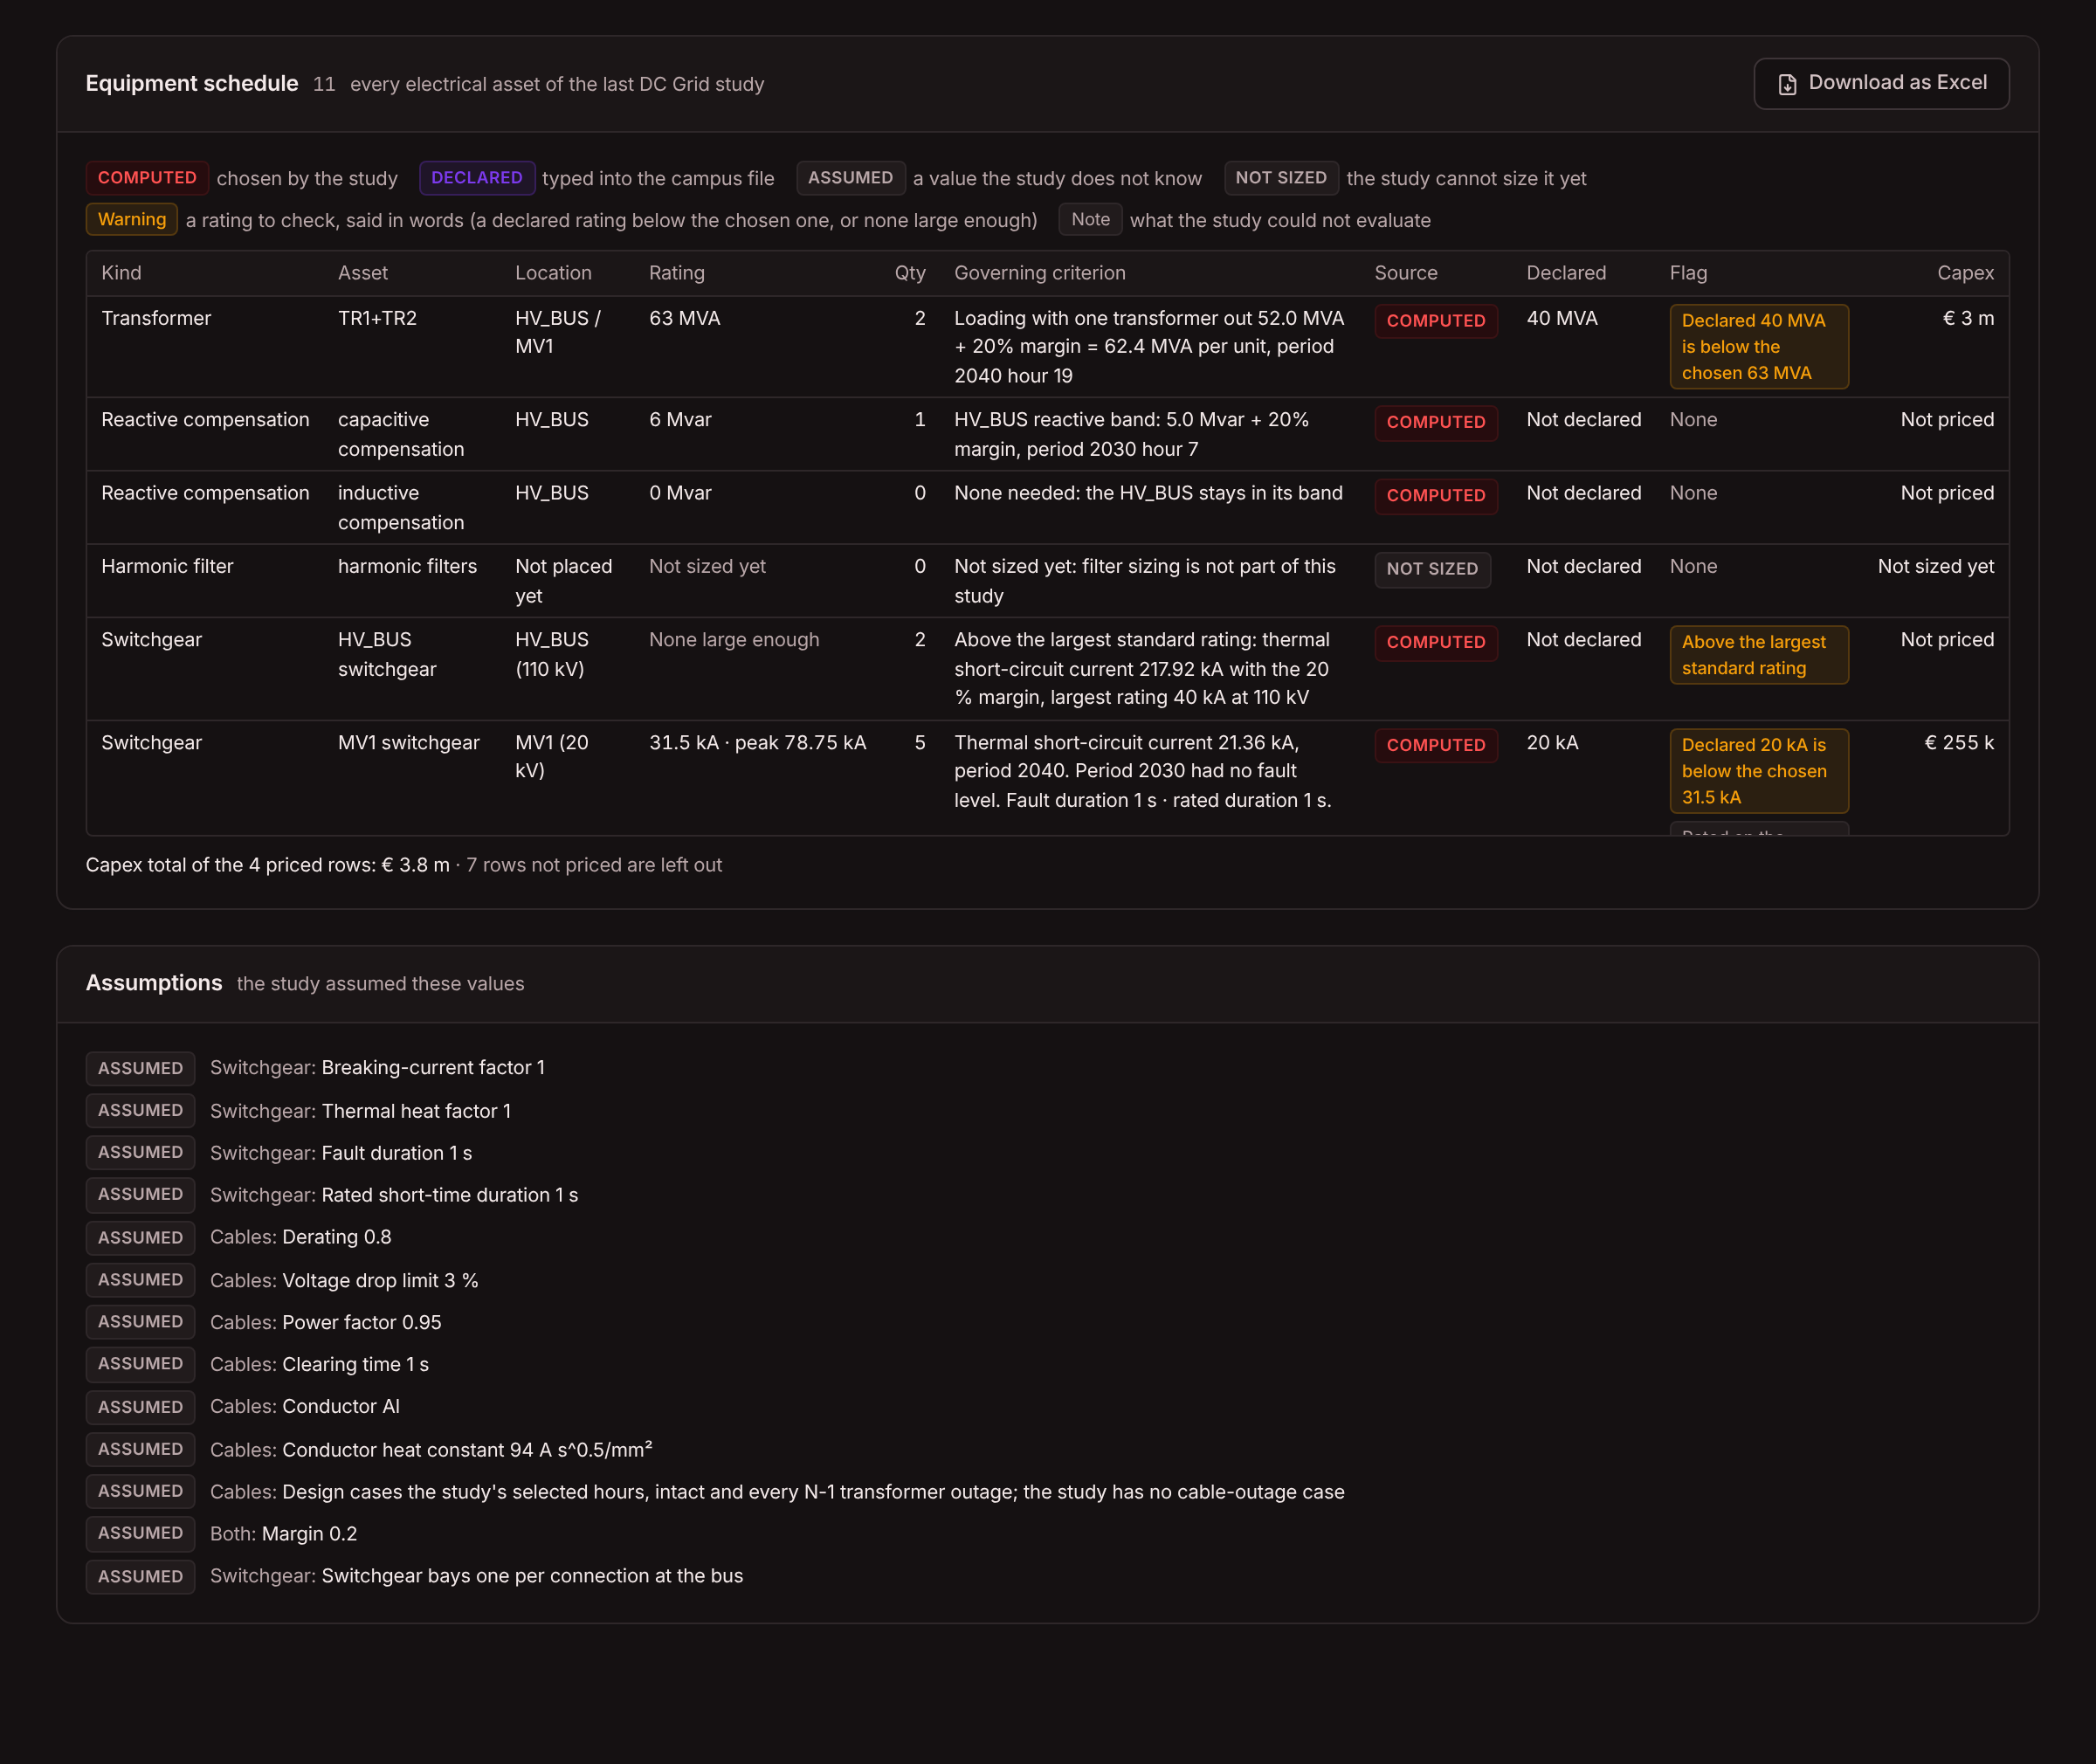 Equipment schedule 11 every electrical asset of the last DC Grid study
Download as Excel
COMPUTED chosen by the study DECLARED typed into the campus file ASSUMED a value the study does not know NOT SIZED the study cannot size it yet
Warning a rating to check, said in words (a declared rating below the chosen one, or none large enough) Note what the study could not evaluate
Kind Asset Location Rating Qty Governing criterion Source Declared Flag Capex
Transformer TR1+TR2 HV_BUS / 63 MVA 2 Loading with one transformer out 52.0 MVA COMPUTED 40 MVA Declared 40 MVA € 3 m
MV1 + 20% margin = 62.4 MVA per unit, period is below the
2040 hour 19 chosen 63 MVA
Reactive compensation capacitive HV_BUS 6 Mvar 1 HV_BUS reactive band: 5.0 Mvar + 20% COMPUTED Not declared None Not priced
compensation margin, period 2030 hour 7
Reactive compensation inductive HV_BUS 0 Mvar 0 None needed: the HV_BUS stays in its band COMPUTED Not declared None Not priced
compensation
Harmonic filter harmonic filters Not placed Not sized yet 0 Not sized yet: filter sizing is not part of this NOT SIZED Not declared None Not sized yet
yet study
Switchgear HV_BUS HV_BUS None large enough 2 Above the largest standard rating: thermal COMPUTED Not declared Above the largest Not priced
switchgear (110 kV) short-circuit current 217.92 kA with the 20 standard rating
% margin, largest rating 40 kA at 110 kV
Switchgear MV1 switchgear MV1 (20 31.5 kA · peak 78.75 kA 5 Thermal short-circuit current 21.36 kA, COMPUTED 20 kA Declared 20 kA is € 255 k
kV) period 2040. Period 2030 had no fault below the chosen
level. Fault duration 1 s · rated duration 1 s. 31.5 kA
Capex total of the 4 priced rows: € 3.8 m · 7 rows not priced are left out
Assumptions the study assumed these values
ASSUMED Switchgear: Breaking-current factor 1
ASSUMED Switchgear: Thermal heat factor 1
ASSUMED Switchgear: Fault duration 1 s
ASSUMED Switchgear: Rated short-time duration 1 s
ASSUMED Cables: Derating 0.8
ASSUMED Cables: Voltage drop limit 3 %
ASSUMED Cables: Power factor 0.95
ASSUMED Cables: Clearing time 1 s
ASSUMED Cables: Conductor Al
ASSUMED Cables: Conductor heat constant 94 A s^0.5/mm²
ASSUMED Cables: Design cases the study's selected hours, intact and every N-1 transformer outage; the study has no cable-outage case
ASSUMED Both: Margin 0.2
ASSUMED Switchgear: Switchgear bays one per connection at the bus